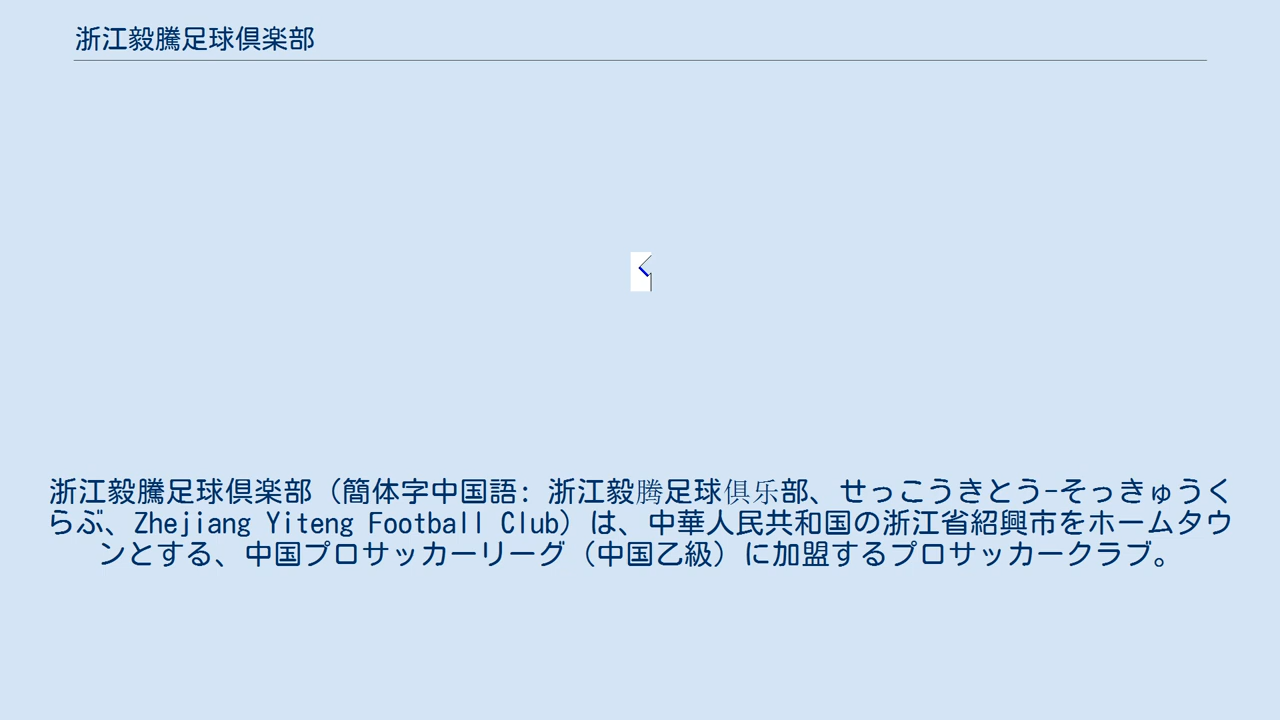 浙江毅騰足球倶楽部
浙江毅騰足球倶楽部（簡体字中国語: 浙江毅腾足球俱乐部、せっこうきとう-そっきゅうく
らぶ、Zhejiang Yiteng Football Club）は、中華人民共和国の浙江省紹興市をホームタウ
ンとする、中国プロサッカーリーグ（中国乙級）に加盟するプロサッカークラブ。